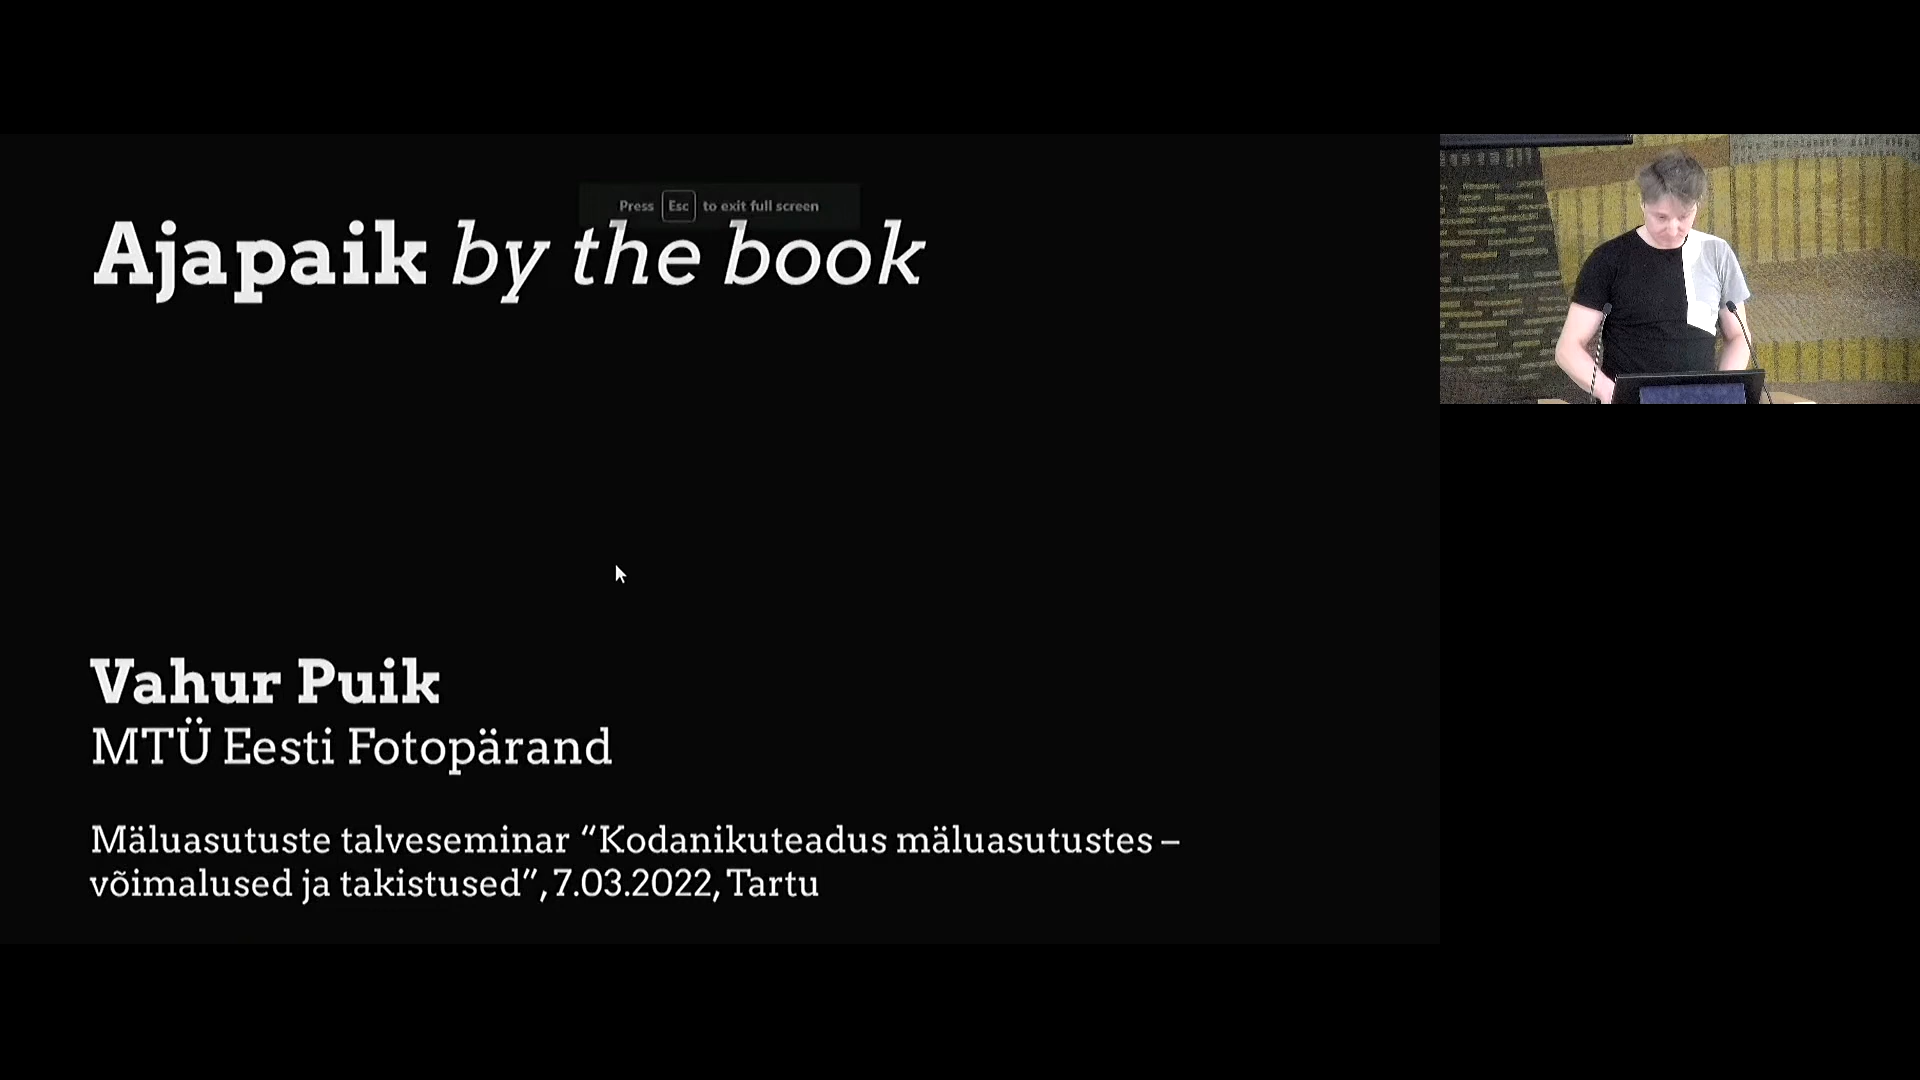 Press Esc to exit full screen
Ajapaik by the book
Vahur Puik
MTÜ Eesti Fotopärand
Mäluasutuste talveseminar “Kodanikuteadus mäluasutustes –
võimalused ja takistused”, 7.03.2022, Tartu